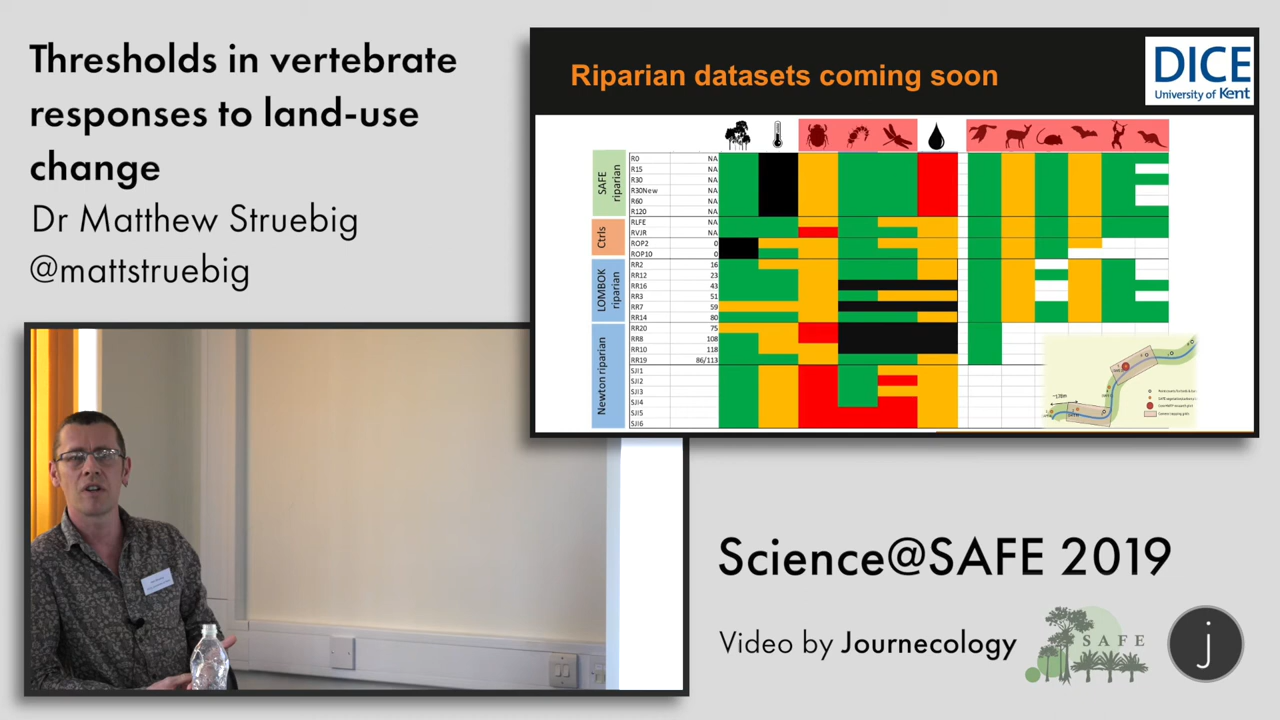 Thresholds in vertebrate
responses to land-use
change
Dr Matthew Struebig
@mattstruebig
Riparian datasets coming soon
DICE
University of Kent
SAFE
riparian
R0 NA
R15 NA
R30 NA
R30New NA
R60 NA
R120 NA
Ctrls
RLFE NA
RVJR NA
ROP2 0
ROP10 0
LOMBOK
riparian
RR2 16
RR12 23
RR16 43
RR3 51
RR7 59
RR14 80
Newton riparian
RR20 75
RR8 108
RR10 118
RR19 86/113
SJI1
SJI2
SJI3
SJI4
SJI5
SJI6
Science@SAFE 2019
Video by Journecology
SAFE
j